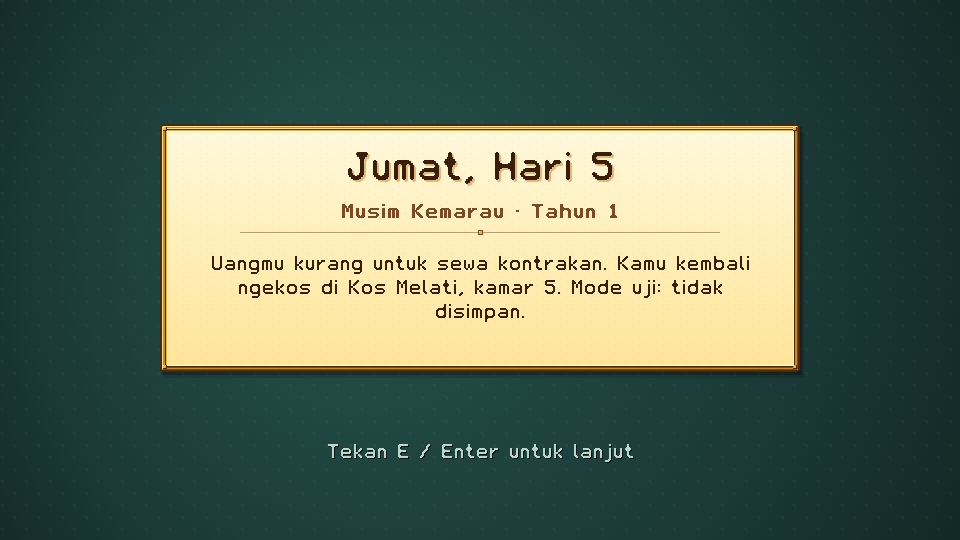 Jumat, Hari 5
Musim Kemarau · Tahun 1
Uangmu kurang untuk sewa kontrakan. Kamu kembali
ngekos di Kos Melati, kamar 5. Mode uji: tidak
disimpan.
Tekan E / Enter untuk lanjut